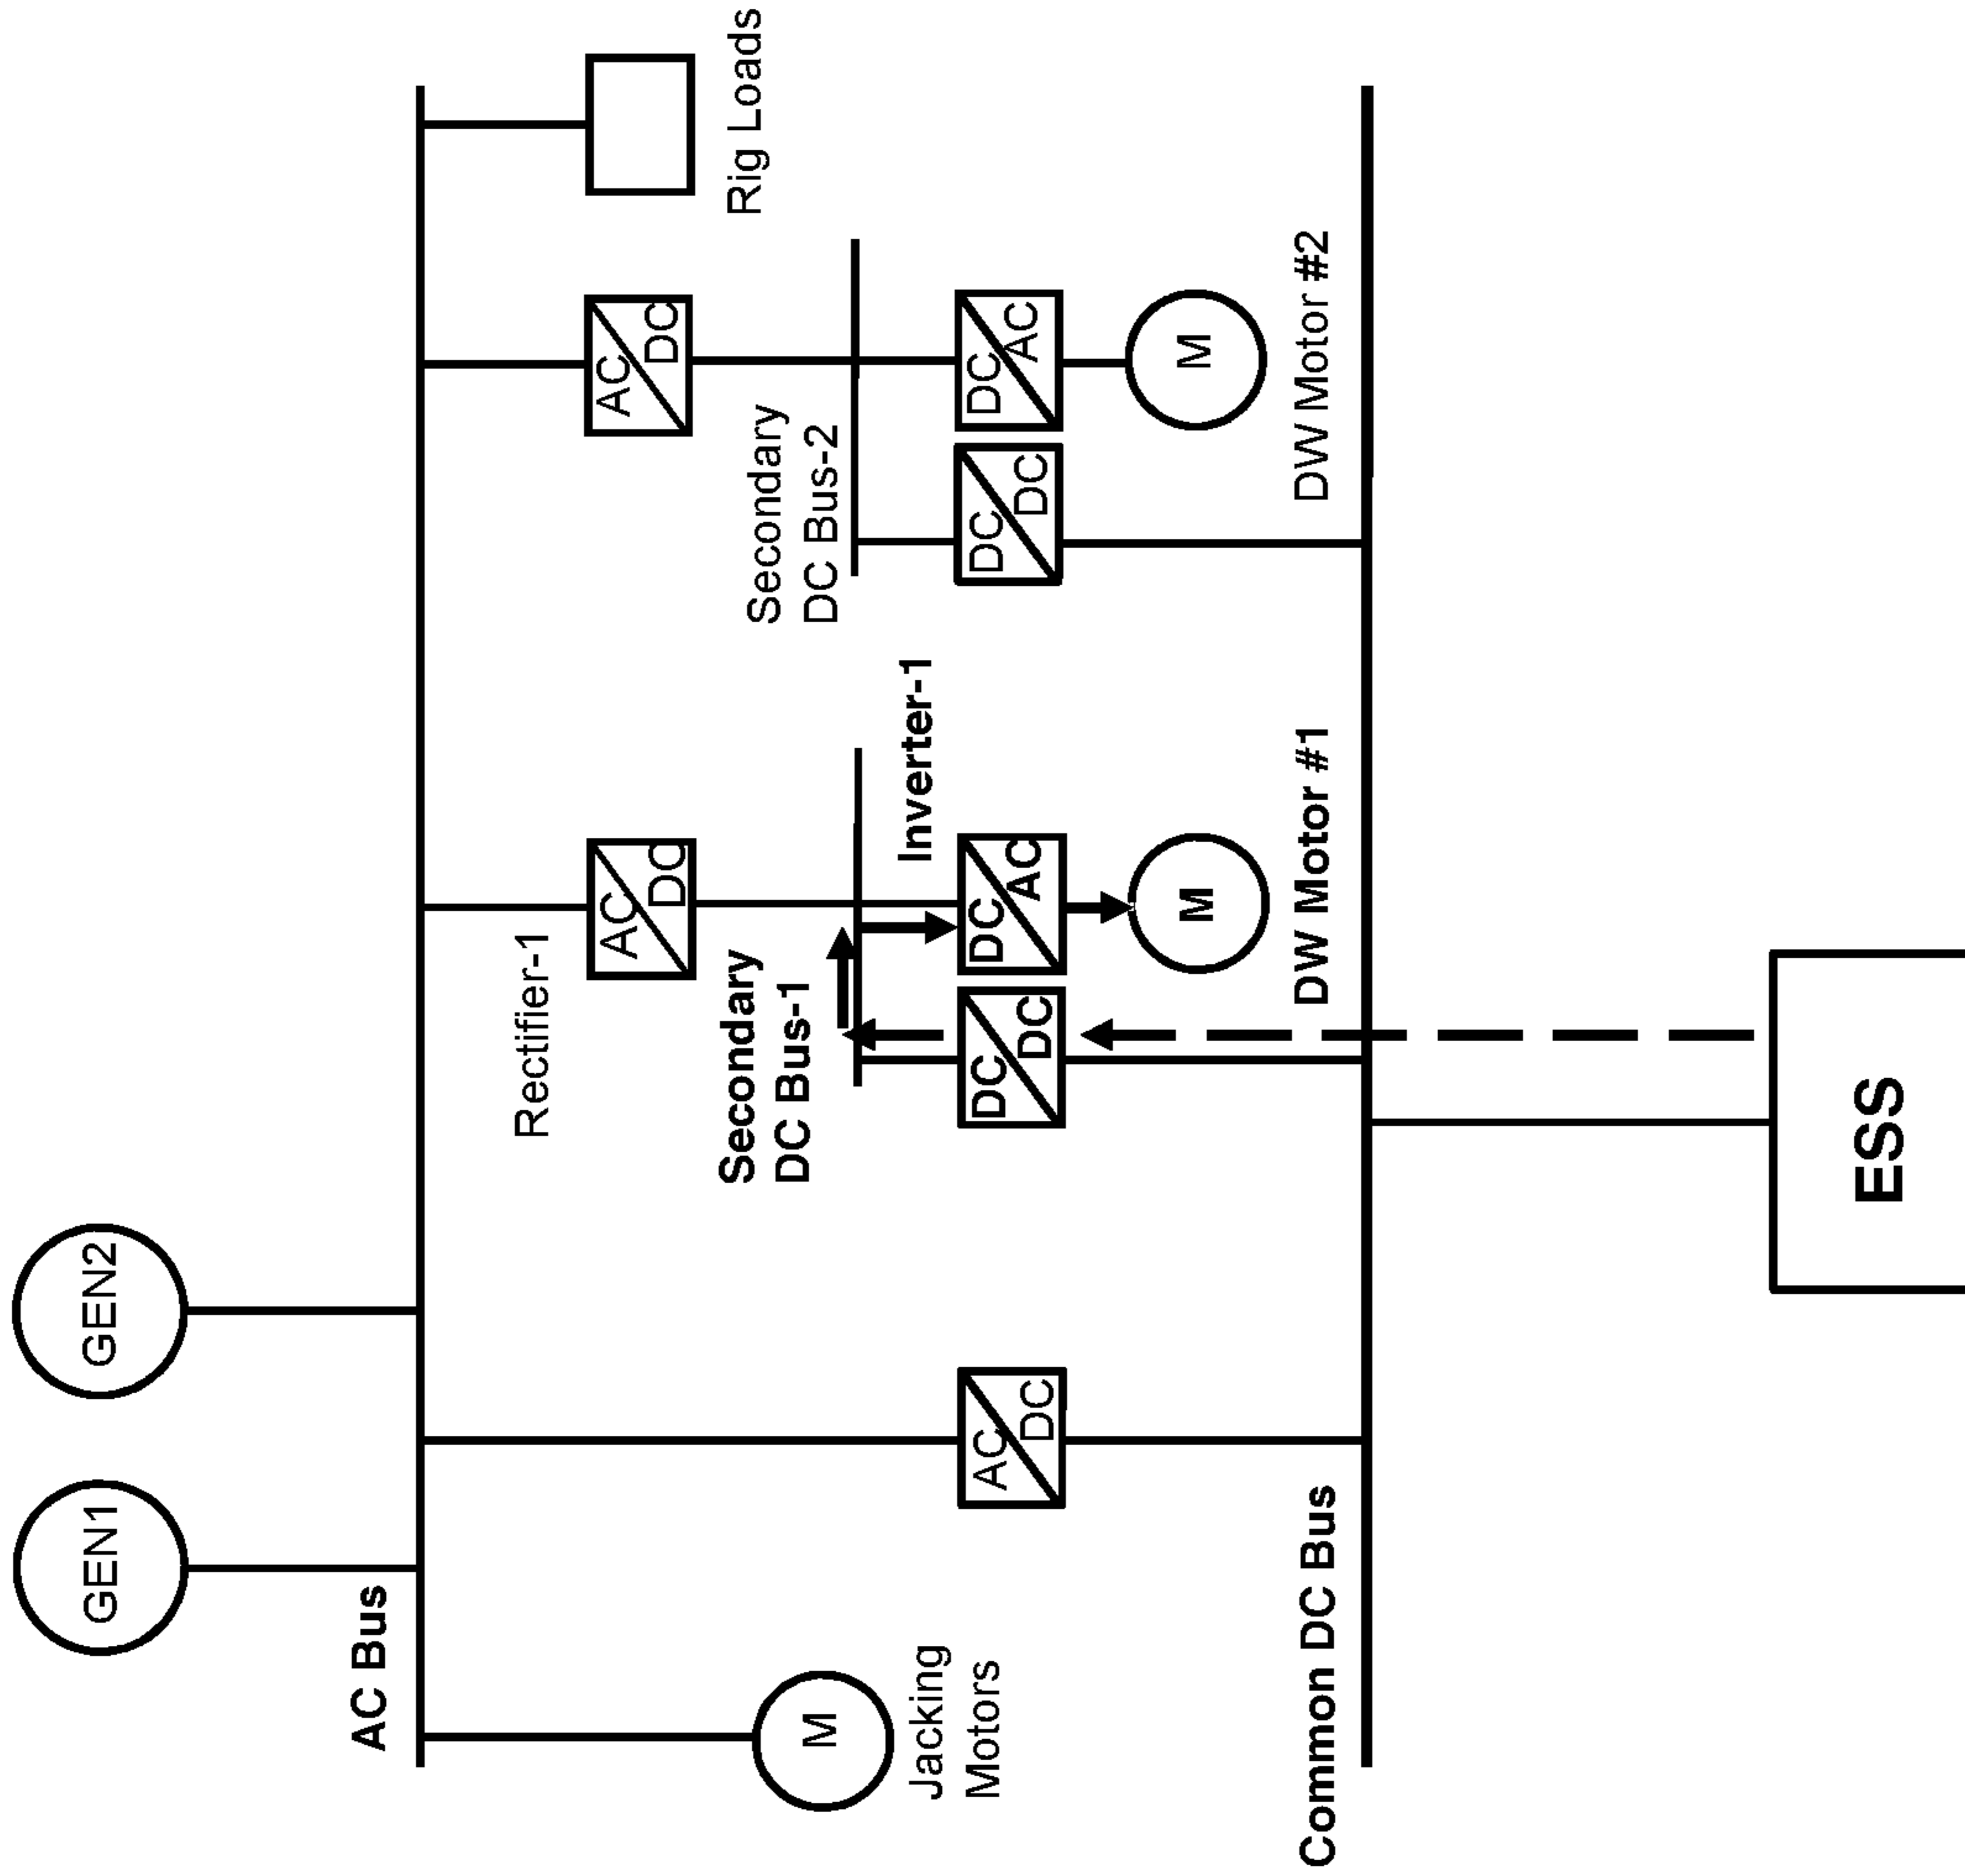 GEN1
GEN2
AC Bus
M
Jacking
Motors
AC
DC
Rectifier-1
AC
DC
Secondary
DC Bus-1
Inverter-1
DC
DC
DC
AC
M
DW Motor #1
AC
DC
Secondary
DC Bus-2
DC
DC
DC
AC
M
DW Motor #2
Rig Loads
Common DC Bus
ESS